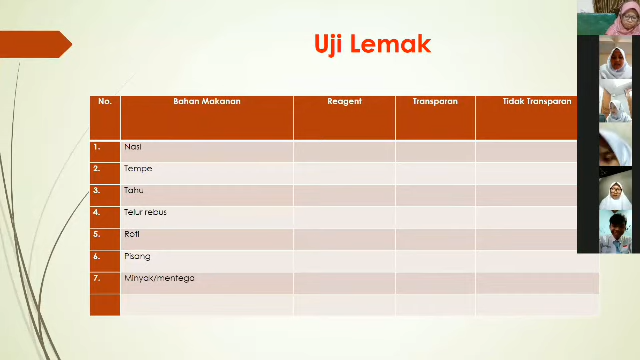 Uji Lemak
No. Bahan Makanan Reagent Transparan Tidak Transparan
1. Nasi
2. Tempe
3. Tahu
4. Telur rebus
5. Roti
6. Pisang
7. Minyak/mentega